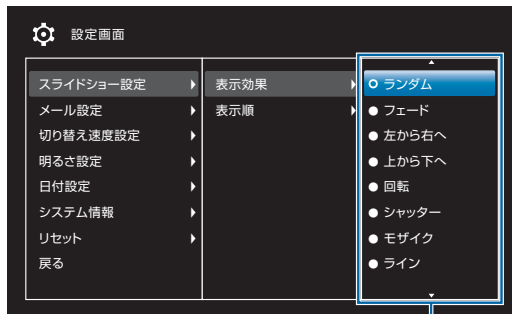 設定画面
スライドショー設定
メール設定
切り替え速度設定
明るさ設定
日付設定
システム情報
リセット
戻る
表示効果
表示順
ランダム
フェード
左から右へ
上から下へ
回転
シャッター
モザイク
ライン